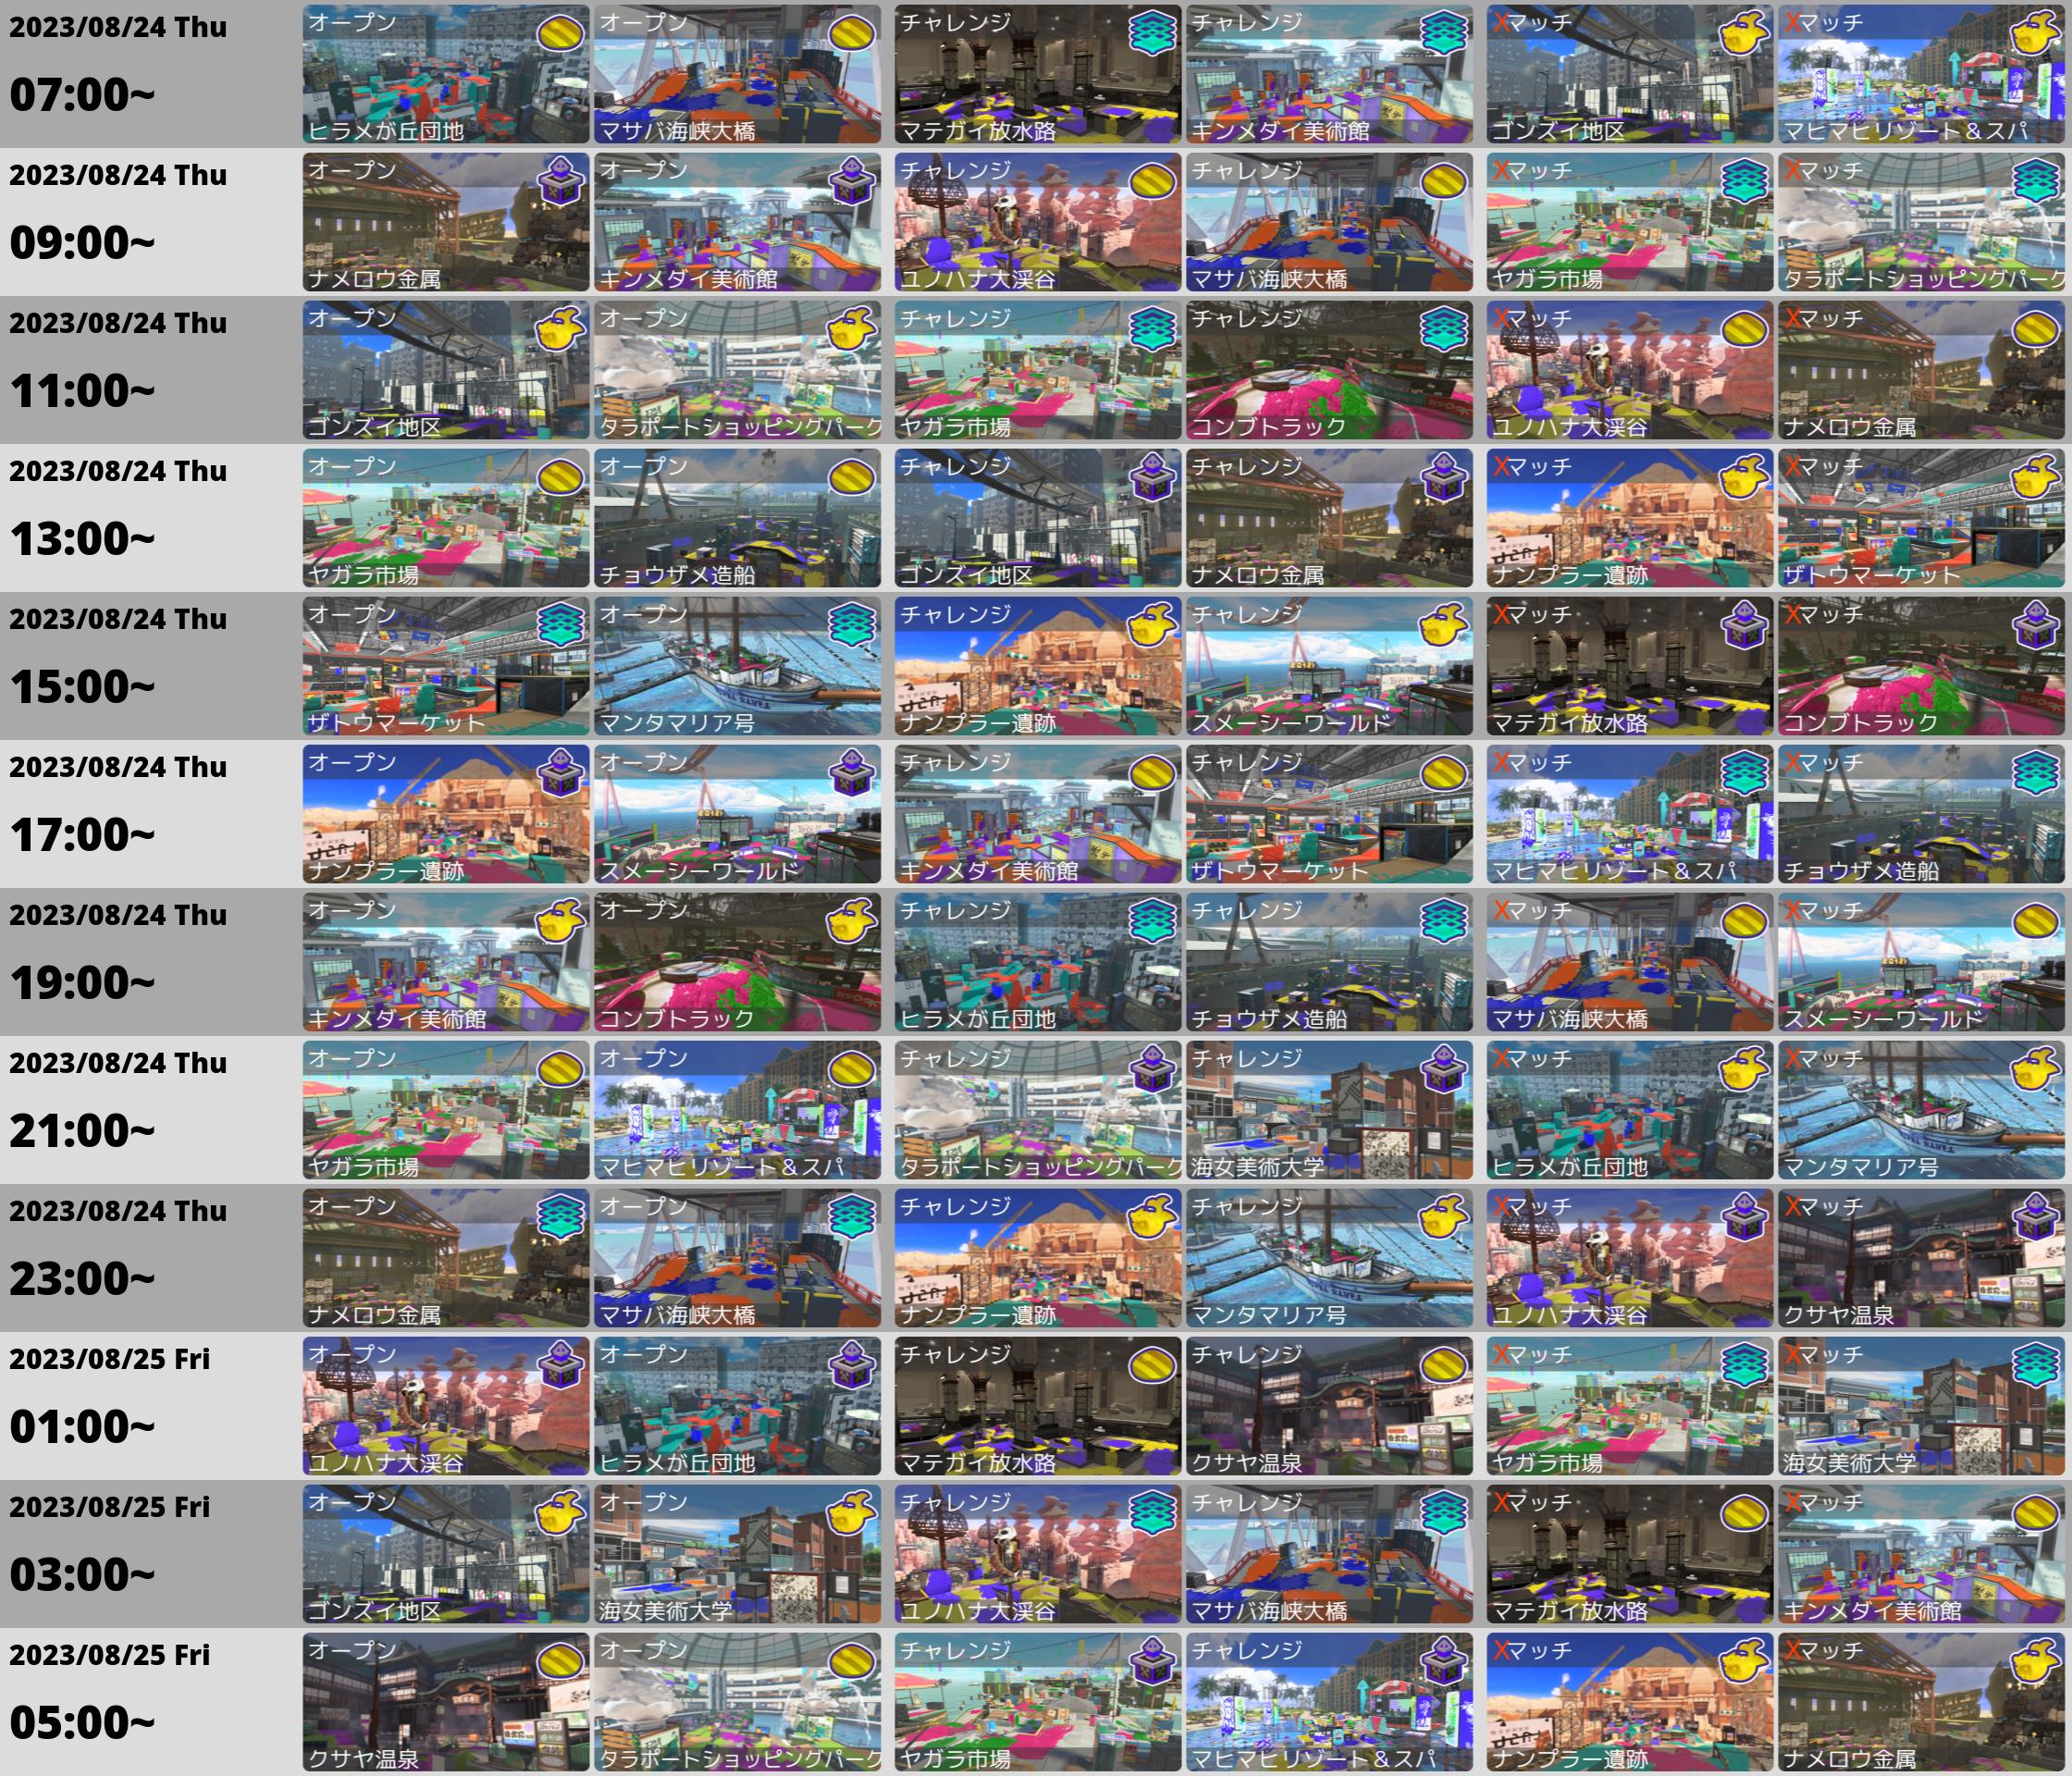 2023/08/24 Thu
07:00~
オープン オープン チャレンジ チャレンジ Xマッチ Xマッチ
ヒラメが丘団地 マサバ海峡大橋 マテガイ放水路 キンメダイ美術館 ゴンズイ地区 マヒマヒリゾート&スパ
2023/08/24 Thu
09:00~
オープン オープン チャレンジ チャレンジ Xマッチ Xマッチ
ナメロウ金属 キンメダイ美術館 ユノハナ大渓谷 マサバ海峡大橋 ヤガラ市場 タラポートショッピングパーク
2023/08/24 Thu
11:00~
オープン オープン チャレンジ チャレンジ Xマッチ Xマッチ
ゴンズイ地区 タラポートショッピングパーク ヤガラ市場 コンブトラック ユノハナ大渓谷 ナメロウ金属
2023/08/24 Thu
13:00~
オープン オープン チャレンジ チャレンジ Xマッチ Xマッチ
ヤガラ市場 チョウザメ造船 ゴンズイ地区 ナメロウ金属 ナンプラー遺跡 ザトウマーケット
2023/08/24 Thu
15:00~
オープン オープン チャレンジ チャレンジ Xマッチ Xマッチ
ザトウマーケット マンタマリア号 ナンプラー遺跡 スメーシーワールド マテガイ放水路 コンブトラック
2023/08/24 Thu
17:00~
オープン オープン チャレンジ チャレンジ Xマッチ Xマッチ
ナンプラー遺跡 スメーシーワールド キンメダイ美術館 ザトウマーケット マヒマヒリゾート&スパ チョウザメ造船
2023/08/24 Thu
19:00~
オープン オープン チャレンジ チャレンジ Xマッチ Xマッチ
キンメダイ美術館 コンブトラック ヒラメが丘団地 チョウザメ造船 マサバ海峡大橋 スメーシーワールド
2023/08/24 Thu
21:00~
オープン オープン チャレンジ チャレンジ Xマッチ Xマッチ
ヤガラ市場 マヒマヒリゾート&スパ タラポートショッピングパーク 海女美術大学 ヒラメが丘団地 マンタマリア号
2023/08/24 Thu
23:00~
オープン オープン チャレンジ チャレンジ Xマッチ Xマッチ
ナメロウ金属 マサバ海峡大橋 ナンプラー遺跡 マンタマリア号 ユノハナ大渓谷 クサヤ温泉
2023/08/25 Fri
01:00~
オープン オープン チャレンジ チャレンジ Xマッチ Xマッチ
ユノハナ大渓谷 ヒラメが丘団地 マテガイ放水路 クサヤ温泉 ヤガラ市場 海女美術大学
2023/08/25 Fri
03:00~
オープン オープン チャレンジ チャレンジ Xマッチ Xマッチ
ゴンズイ地区 海女美術大学 ユノハナ大渓谷 マサバ海峡大橋 マテガイ放水路 キンメダイ美術館
2023/08/25 Fri
05:00~
オープン オープン チャレンジ チャレンジ Xマッチ Xマッチ
クサヤ温泉 タラポートショッピングパーク ヤガラ市場 マヒマヒリゾート&スパ ナンプラー遺跡 ナメロウ金属